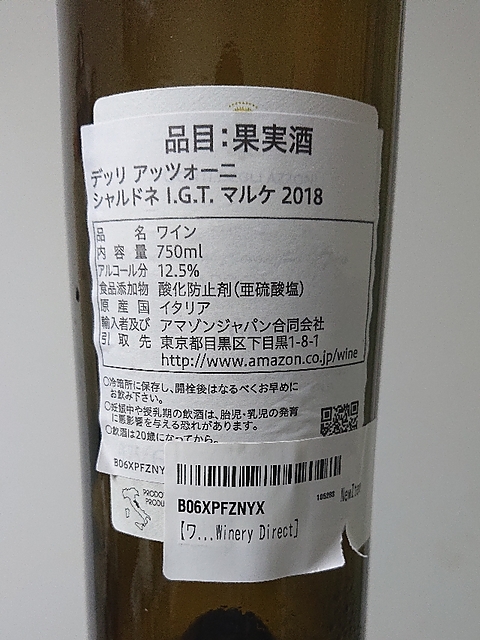 品目:果実酒
デッリ アッツォーニ
シャルドネ I.G.T. マルケ 2018
品 名 ワイン
内 容 量 750ml
アルコール分 12.5%
食品添加物 酸化防止剤(亜硫酸塩)
原 産 国 イタリア
輸入者及び アマゾンジャパン合同会社
引 取 先 東京都目黒区下目黒1-8-1
http://www.amazon.co.jp/wine
○冷暗所に保存し、開栓後はなるべくお早めに
お飲み下さい。
○妊娠中や授乳期の飲酒は、胎児・乳児の発育
に悪影響を与える恐れがあります。
○飲酒は20歳になってから。
B06XPFZNY
PRODO
PRODU
105293
NewItem
B06XPFZNYX
[ワ...Winery Direct]